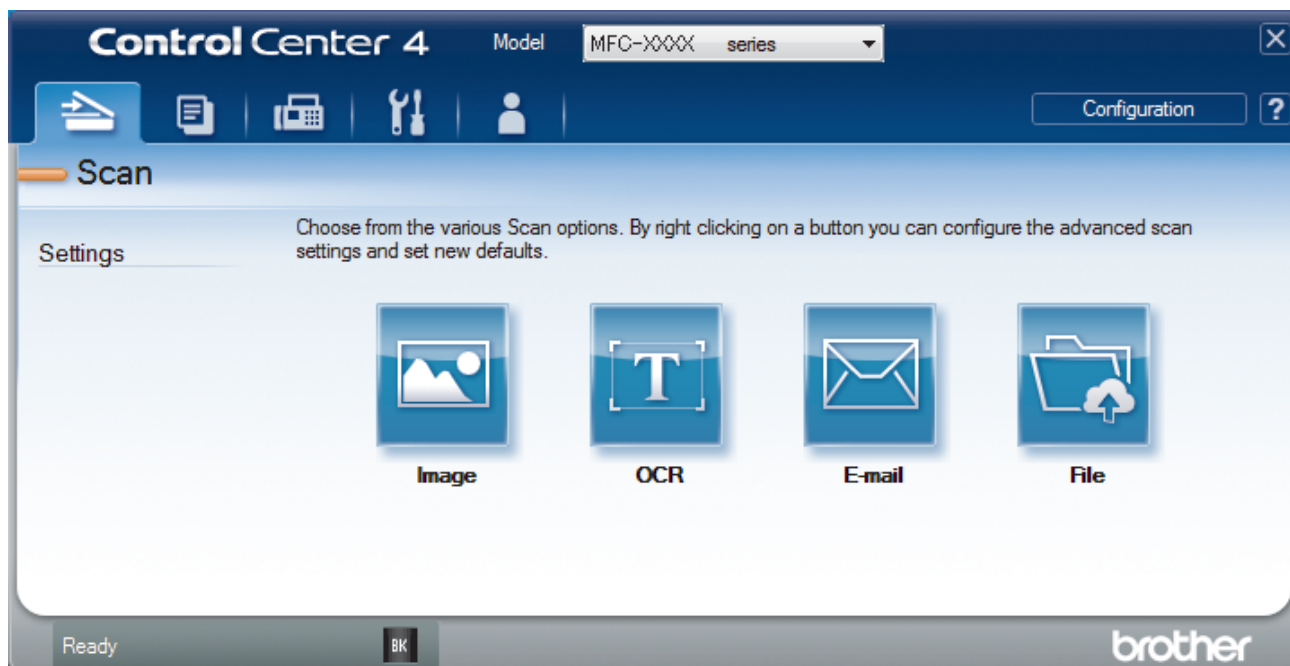 ControlCenter 4
Model
MFC-XXXX series
Configuration
?
Scan
Settings
Choose from the various Scan options. By right clicking on a button you can configure the advanced scan
settings and set new defaults.
T
Image
OCR
E-mail
File
Ready
BK
brother